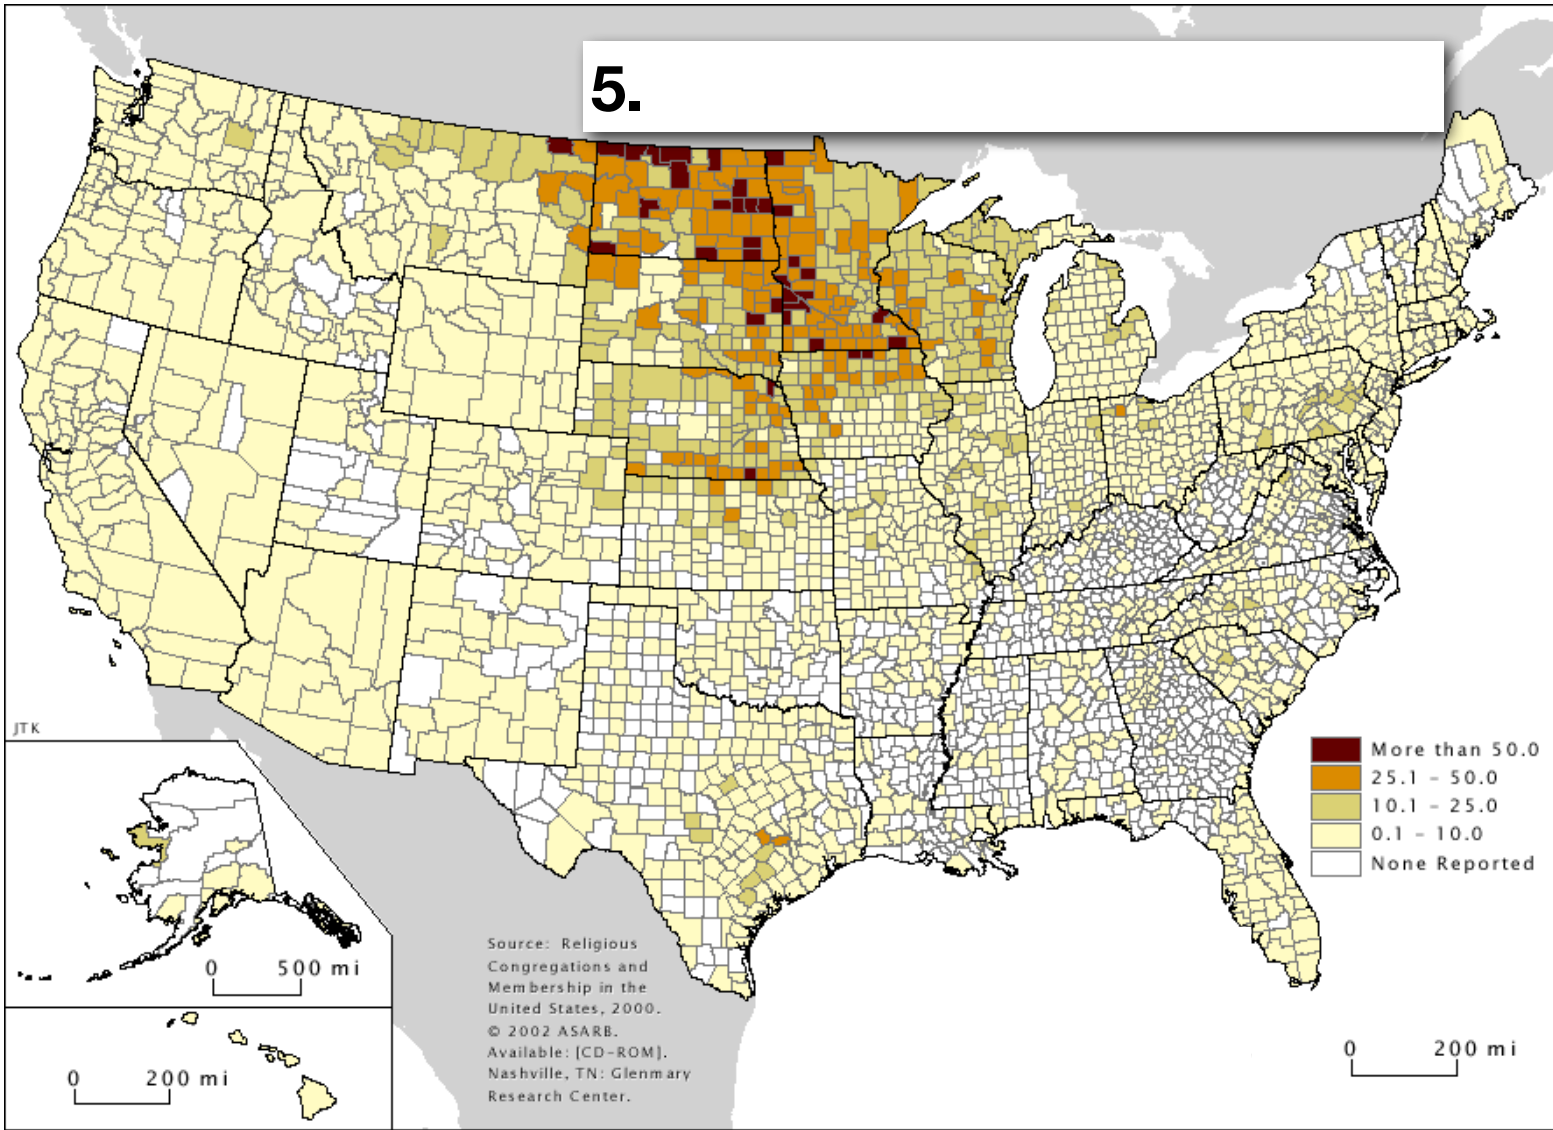 5.
JTK
More than 50.0
25.1 – 50.0
10.1 – 25.0
0.1 – 10.0
None Reported
0 500 mi
Source: Religious
Congregations and
Membership in the
United States, 2000.
© 2002 ASARB.
Available: [CD-ROM].
Nashville, TN: Glenmary
Research Center.
0 200 mi
0 200 mi